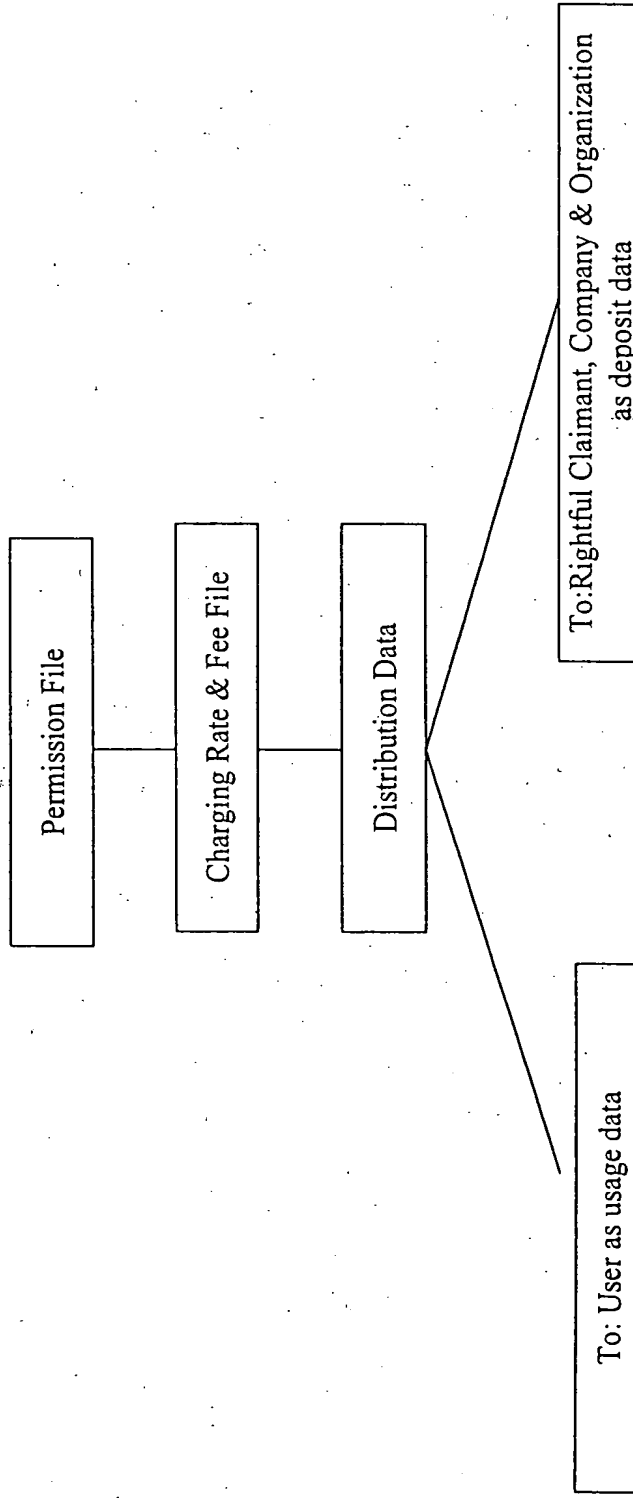 Permission File
Charging Rate & Fee File
Distribution Data
To: User as usage data
To:Rightful Claimant, Company & Organization
as deposit data